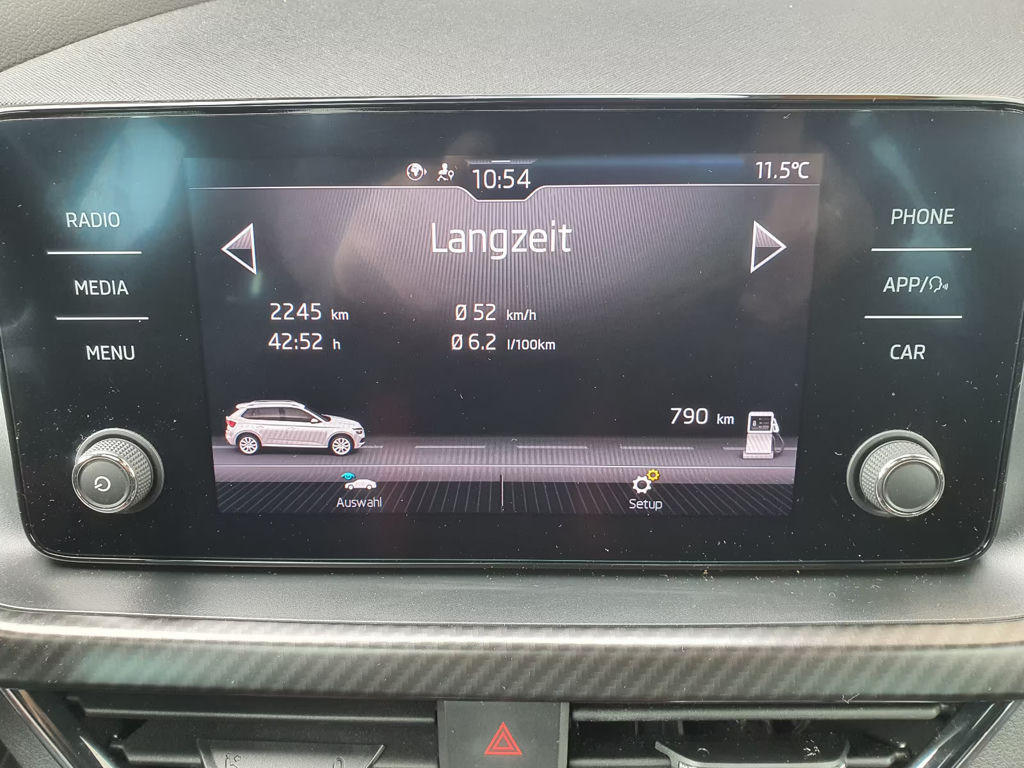 10:54
11.5°C
RADIO
MEDIA
MENU
Langzeit
2245 km
42:52 h
Ø 52 km/h
Ø 6.2 l/100km
790 km
Auswahl
Setup
PHONE
APP/
CAR